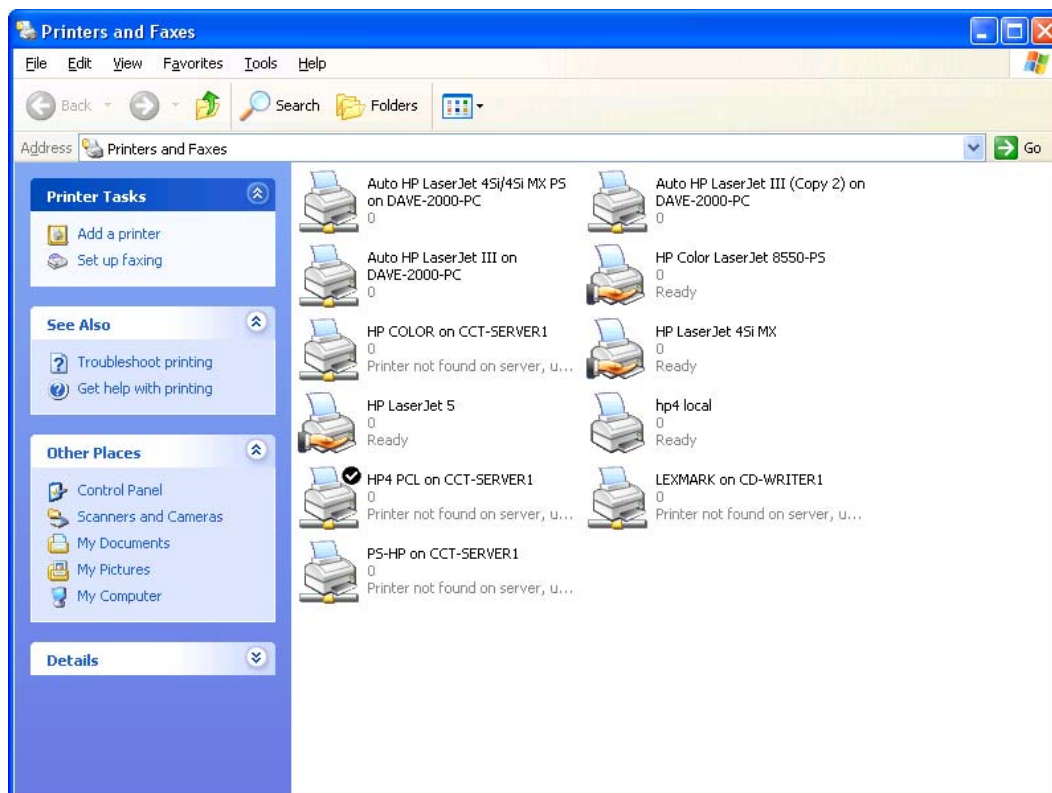 Printers and Faxes
File Edit View Favorites Tools Help
Back Search Folders
Address Printers and Faxes Go
Printer Tasks
Add a printer
Set up faxing
See Also
Troubleshoot printing
Get help with printing
Other Places
Control Panel
Scanners and Cameras
My Documents
My Pictures
My Computer
Details
Auto HP LaserJet 4Si/4Si MX PS
on DAVE-2000-PC
0
Auto HP LaserJet III (Copy 2) on
DAVE-2000-PC
0
Auto HP LaserJet III on
DAVE-2000-PC
0
HP Color LaserJet 8550-PS
0
Ready
HP COLOR on CCT-SERVER1
0
Printer not found on server, u...
HP LaserJet 4Si MX
0
Ready
HP LaserJet 5
0
Ready
hp4 local
0
Ready
HP4 PCL on CCT-SERVER1
0
Printer not found on server, u...
LEXMARK on CD-WRITER1
0
Printer not found on server, u...
PS-HP on CCT-SERVER1
0
Printer not found on server, u...